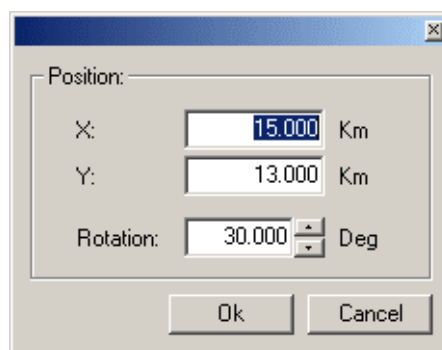 Position:
X: 15.000 Km
Y: 13.000 Km
Rotation: 30.000 Deg
Ok Cancel